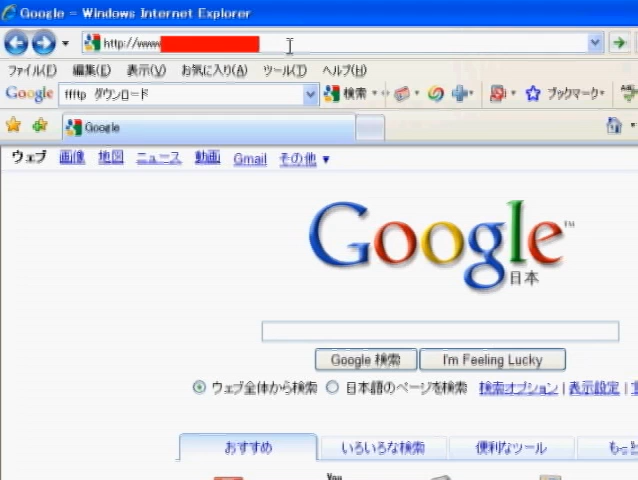 Google - Windows Internet Explorer
http://www
ファイル(F) 編集(E) 表示(V) お気に入り(A) ツール(T) ヘルプ(H)
Google ffftp ダウンロード 検索 ブックマーク
Google
ウェブ 画像 地図 ニュース 動画 Gmail その他 ▼
Google™
日本
Google 検索 I'm Feeling Lucky
ウェブ全体から検索 日本語のページを検索 検索オプション | 表示設定 |
おすすめ いろいろな検索 便利なツール もっと
You